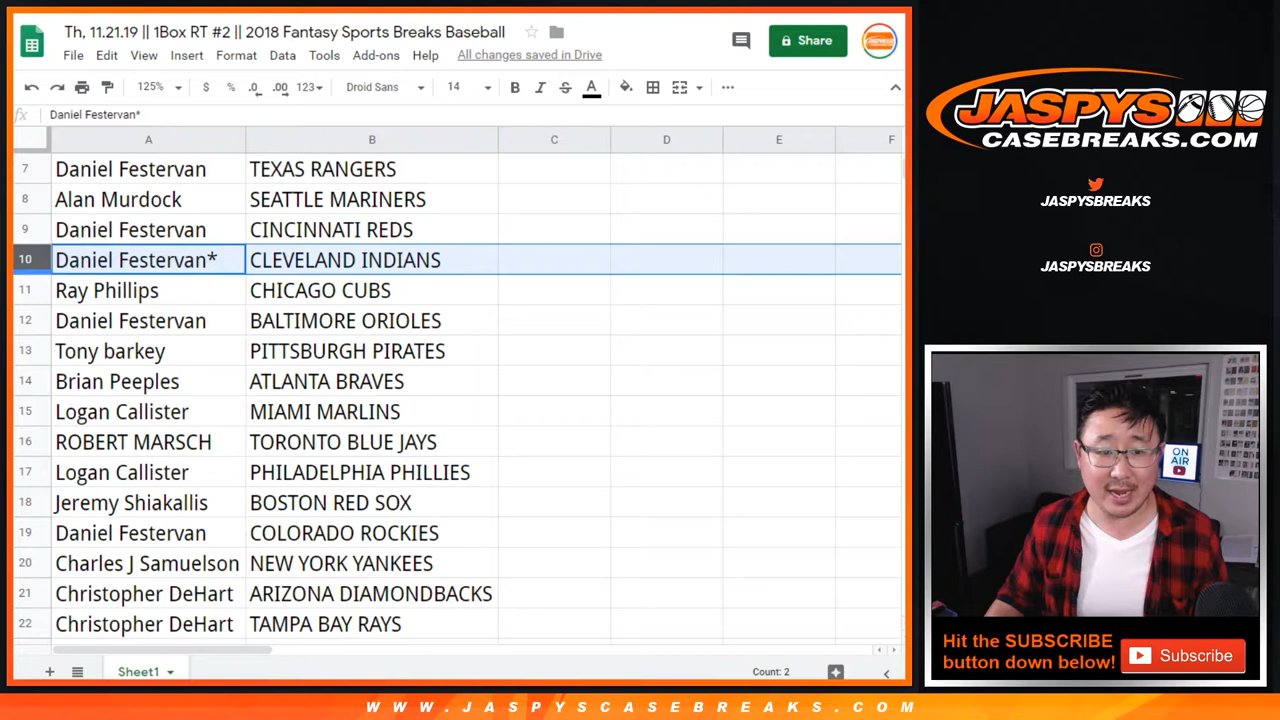 Th, 11.21.19 || 1Box RT #2 || 2018 Fantasy Sports Breaks Baseball
File Edit View Insert Format Data Tools Add-ons Help All changes saved in Drive
Share
125% $ % .0 .00 123 Droid Sans 14 B I S A
fx Daniel Festervan*
A B C D E F
7 Daniel Festervan TEXAS RANGERS
8 Alan Murdock SEATTLE MARINERS
9 Daniel Festervan CINCINNATI REDS
10 Daniel Festervan* CLEVELAND INDIANS
11 Ray Phillips CHICAGO CUBS
12 Daniel Festervan BALTIMORE ORIOLES
13 Tony barkey PITTSBURGH PIRATES
14 Brian Peeples ATLANTA BRAVES
15 Logan Callister MIAMI MARLINS
16 ROBERT MARSCH TORONTO BLUE JAYS
17 Logan Callister PHILADELPHIA PHILLIES
18 Jeremy Shiakallis BOSTON RED SOX
19 Daniel Festervan COLORADO ROCKIES
20 Charles J Samuelson NEW YORK YANKEES
21 Christopher DeHart ARIZONA DIAMONDBACKS
22 Christopher DeHart TAMPA BAY RAYS
Sheet1 Count: 2
JASPYS
CASEBREAKS.COM
JASPYSBREAKS
JASPYSBREAKS
ON
AIR
Hit the SUBSCRIBE
button down below!
Subscribe
WWW.JASPYSCASEBREAKS.COM